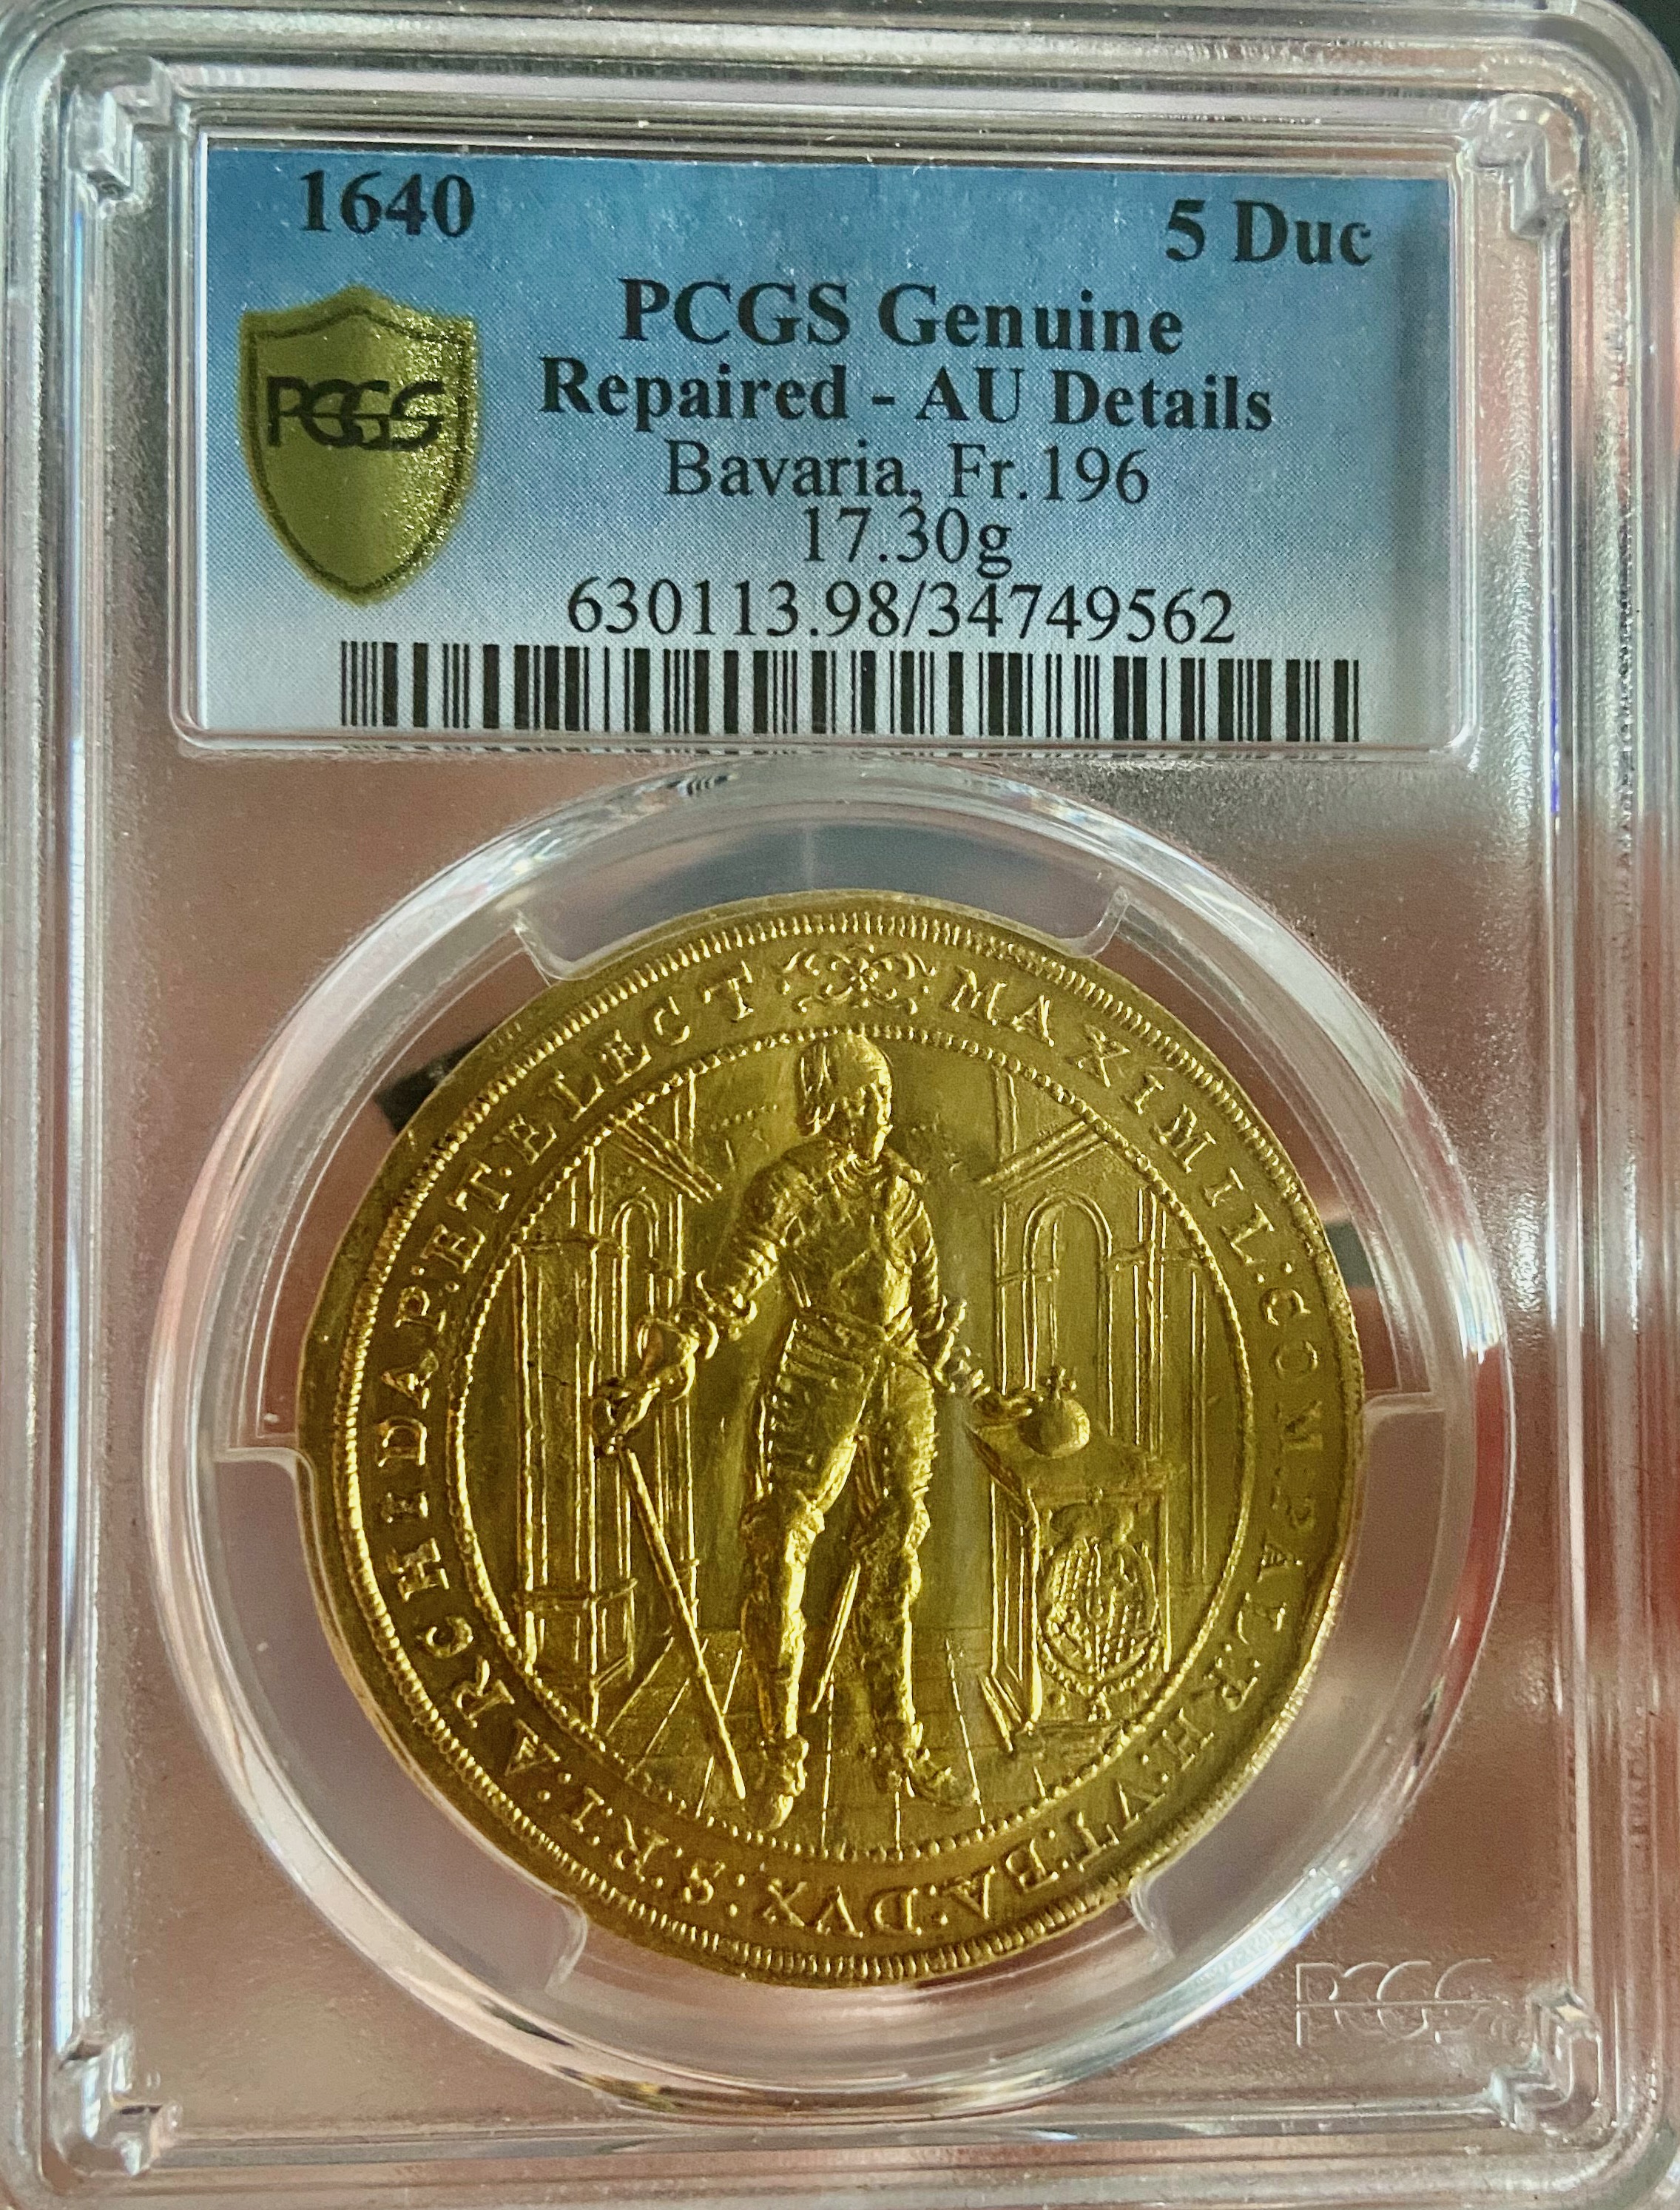 1640
5 Duc
PCGS Genuine
PCGS
Repaired - AU Details
Bavaria, Fr.196
17.30g
630113.98/34749562
MAXIMIL:COM:PAL:RH:VT:BA:DVX:S:R:I:ARCHIDAP:ET·ELECT·
PCGS